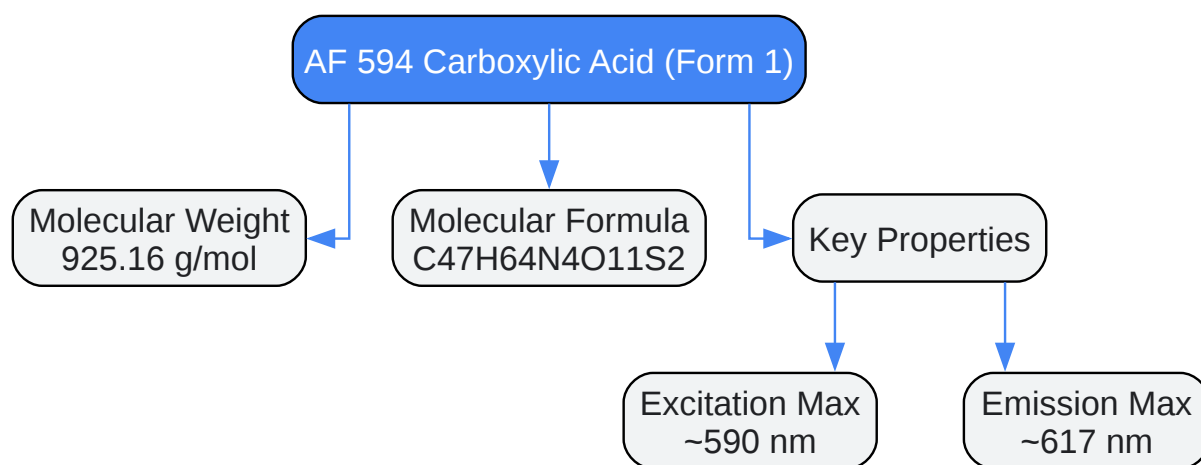 AF 594 Carboxylic Acid (Form 1)
Molecular Weight
925.16 g/mol
Molecular Formula
C47H64N4O11S2
Key Properties
Excitation Max
~590 nm
Emission Max
~617 nm